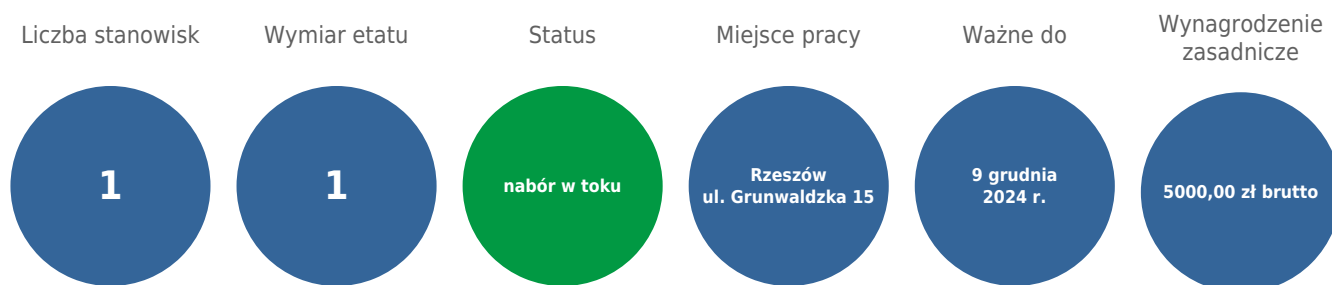 Liczba stanowisk
1
Wymiar etatu
1
Status
nabór w toku
Miejsce pracy
Rzeszów
ul. Grunwaldzka 15
Ważne do
9 grudnia
2024 r.
Wynagrodzenie
zasadnicze
5000,00 zł brutto